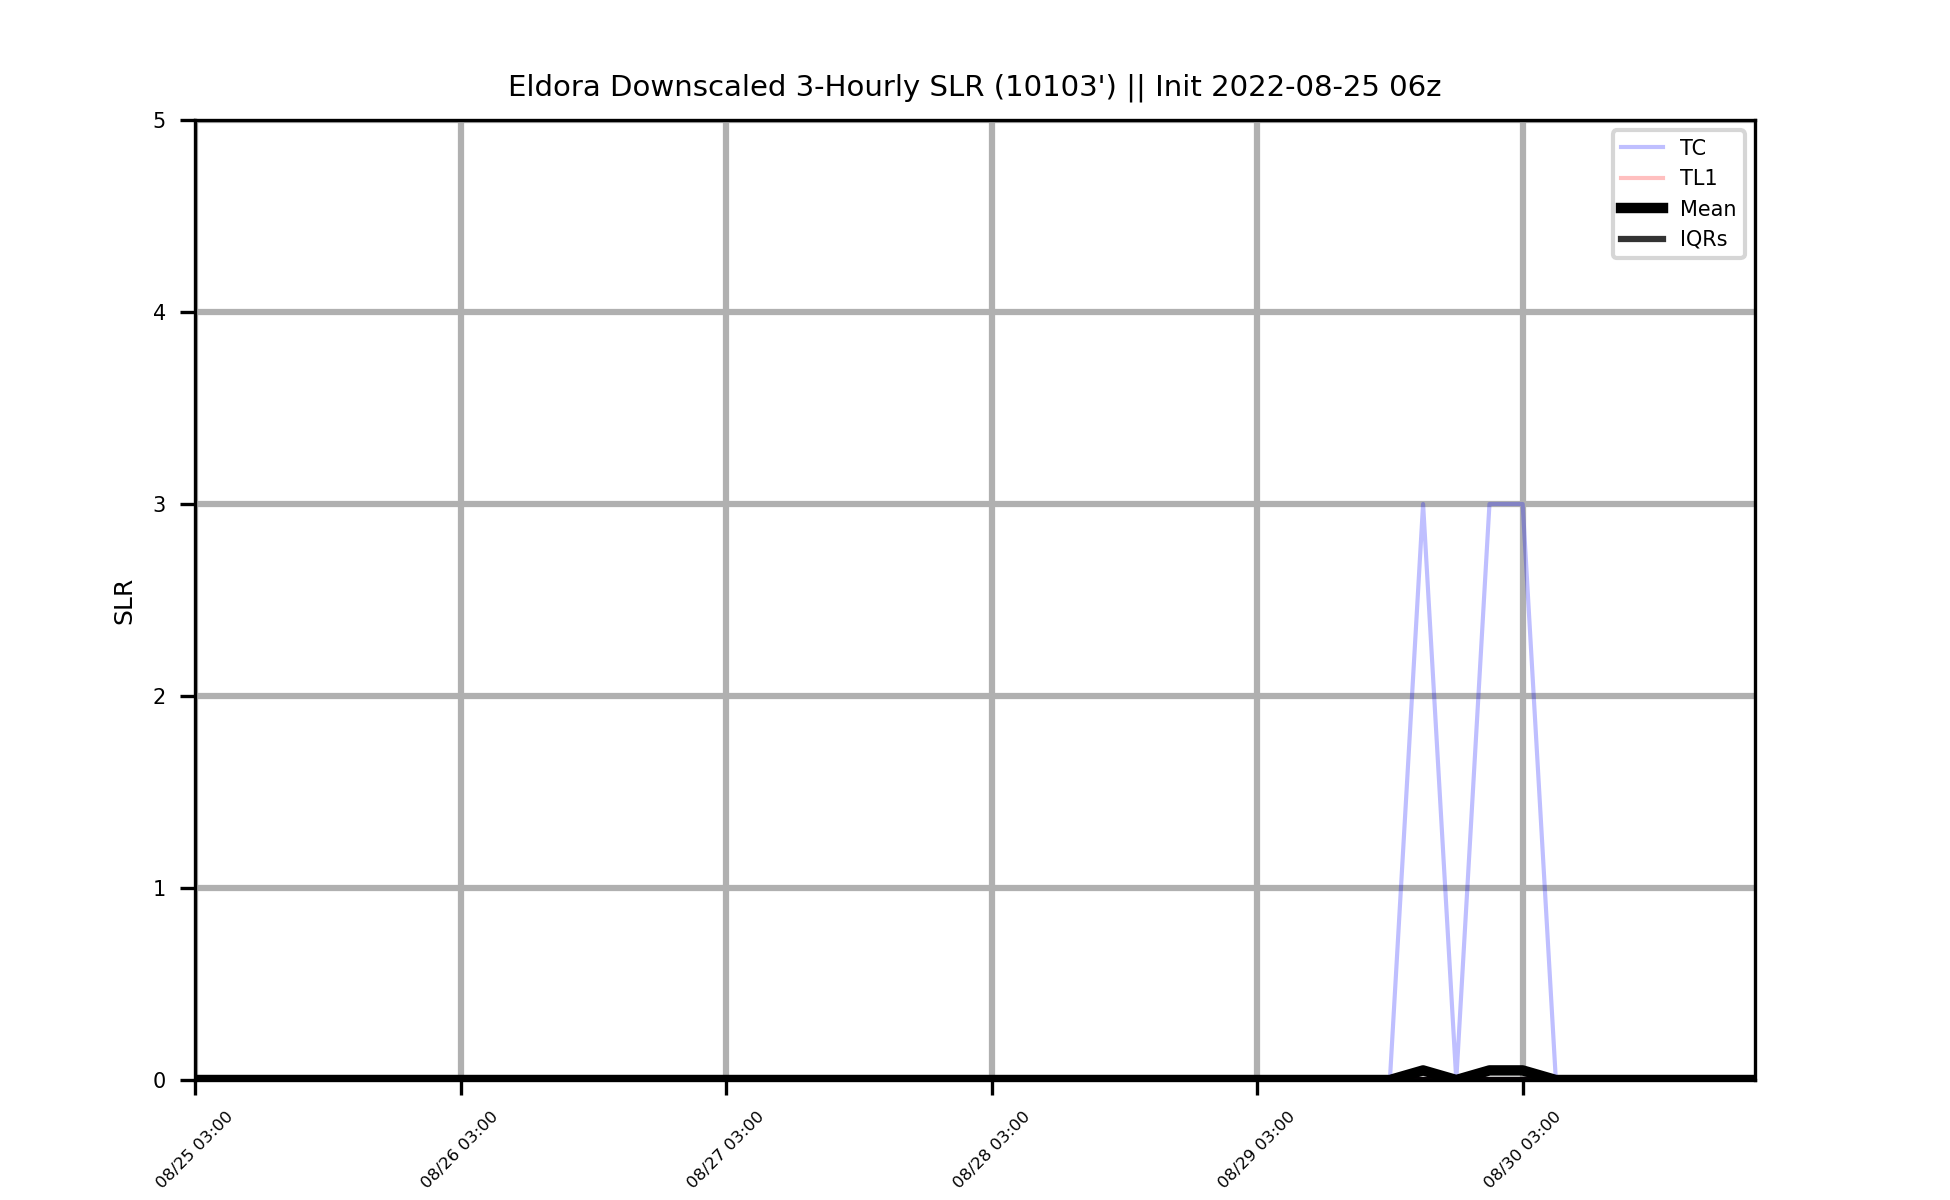 Eldora Downscaled 3-Hourly SLR (10103') || Init 2022-08-25 06z
5
4
3
2
1
0
SLR
TC
TL1
Mean
IQRs
08/25 03:00
08/26 03:00
08/27 03:00
08/28 03:00
08/29 03:00
08/30 03:00